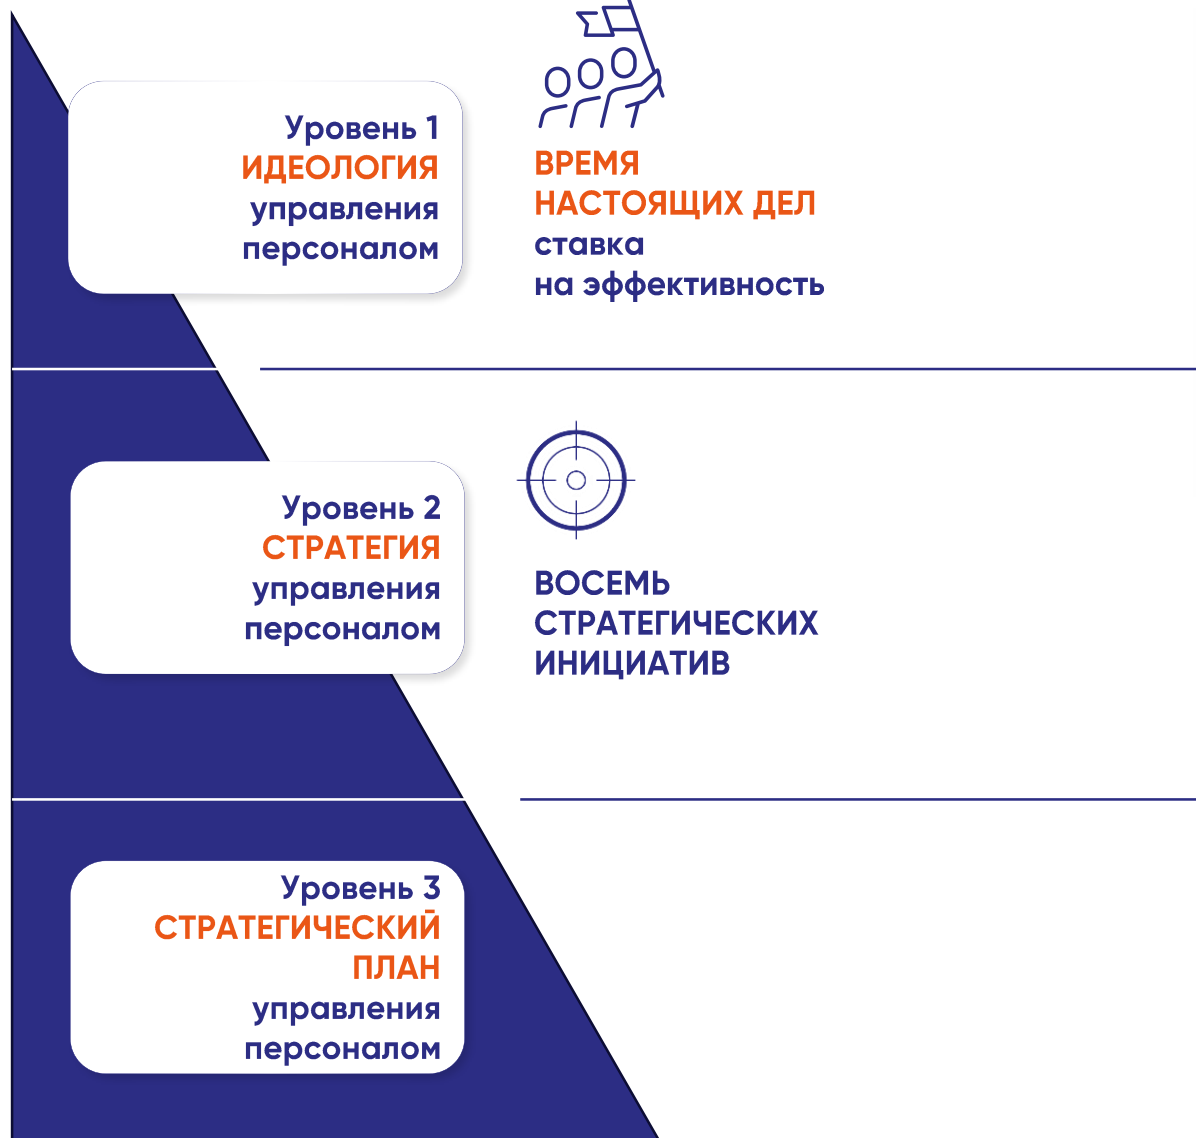 Уровень 1
ИДЕОЛОГИЯ
управления
персоналом
ВРЕМЯ
НАСТОЯЩИХ ДЕЛ
ставка
на эффективность
Уровень 2
СТРАТЕГИЯ
управления
персоналом
ВОСЕМЬ
СТРАТЕГИЧЕСКИХ
ИНИЦИАТИВ
Уровень 3
СТРАТЕГИЧЕСКИЙ
ПЛАН
управления
персоналом